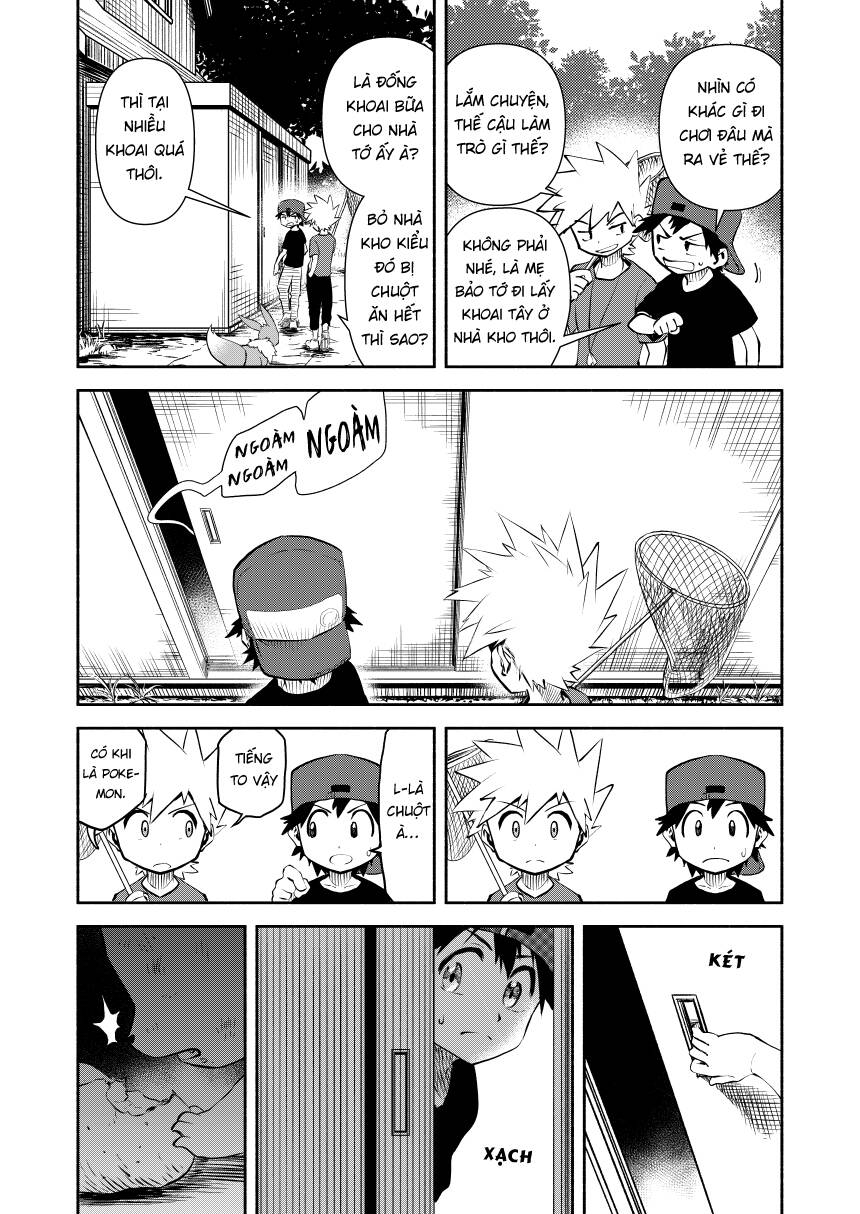 NHÌN CÓ
KHÁC GÌ ĐI
CHƠI ĐÂU MÀ
RA VẺ THẾ?
LẮM CHUYỆN,
THẾ CẬU LÀM
TRÒ GÌ THẾ?
KHÔNG PHẢI
NHÉ, LÀ MẸ
BẢO TỚ ĐI LẤY
KHOAI TÂY Ở
NHÀ KHO THÔI.
LÀ ĐỐNG
KHOAI BỮA
CHO NHÀ
TỚ ẤY À?
BỎ NHÀ
KHO KIỂU
ĐÓ BỊ
CHUỘT
ĂN HẾT
THÌ SAO?
THÌ TẠI
NHIỀU
KHOAI QUÁ
THÔI.
NGOÀM
NGOÀM
NGOÀM
L-LÀ
CHUỘT
À...
TIẾNG
TO VẬY
CÓ KHI
LÀ POKE-
MON.
KÉT
XẠCH